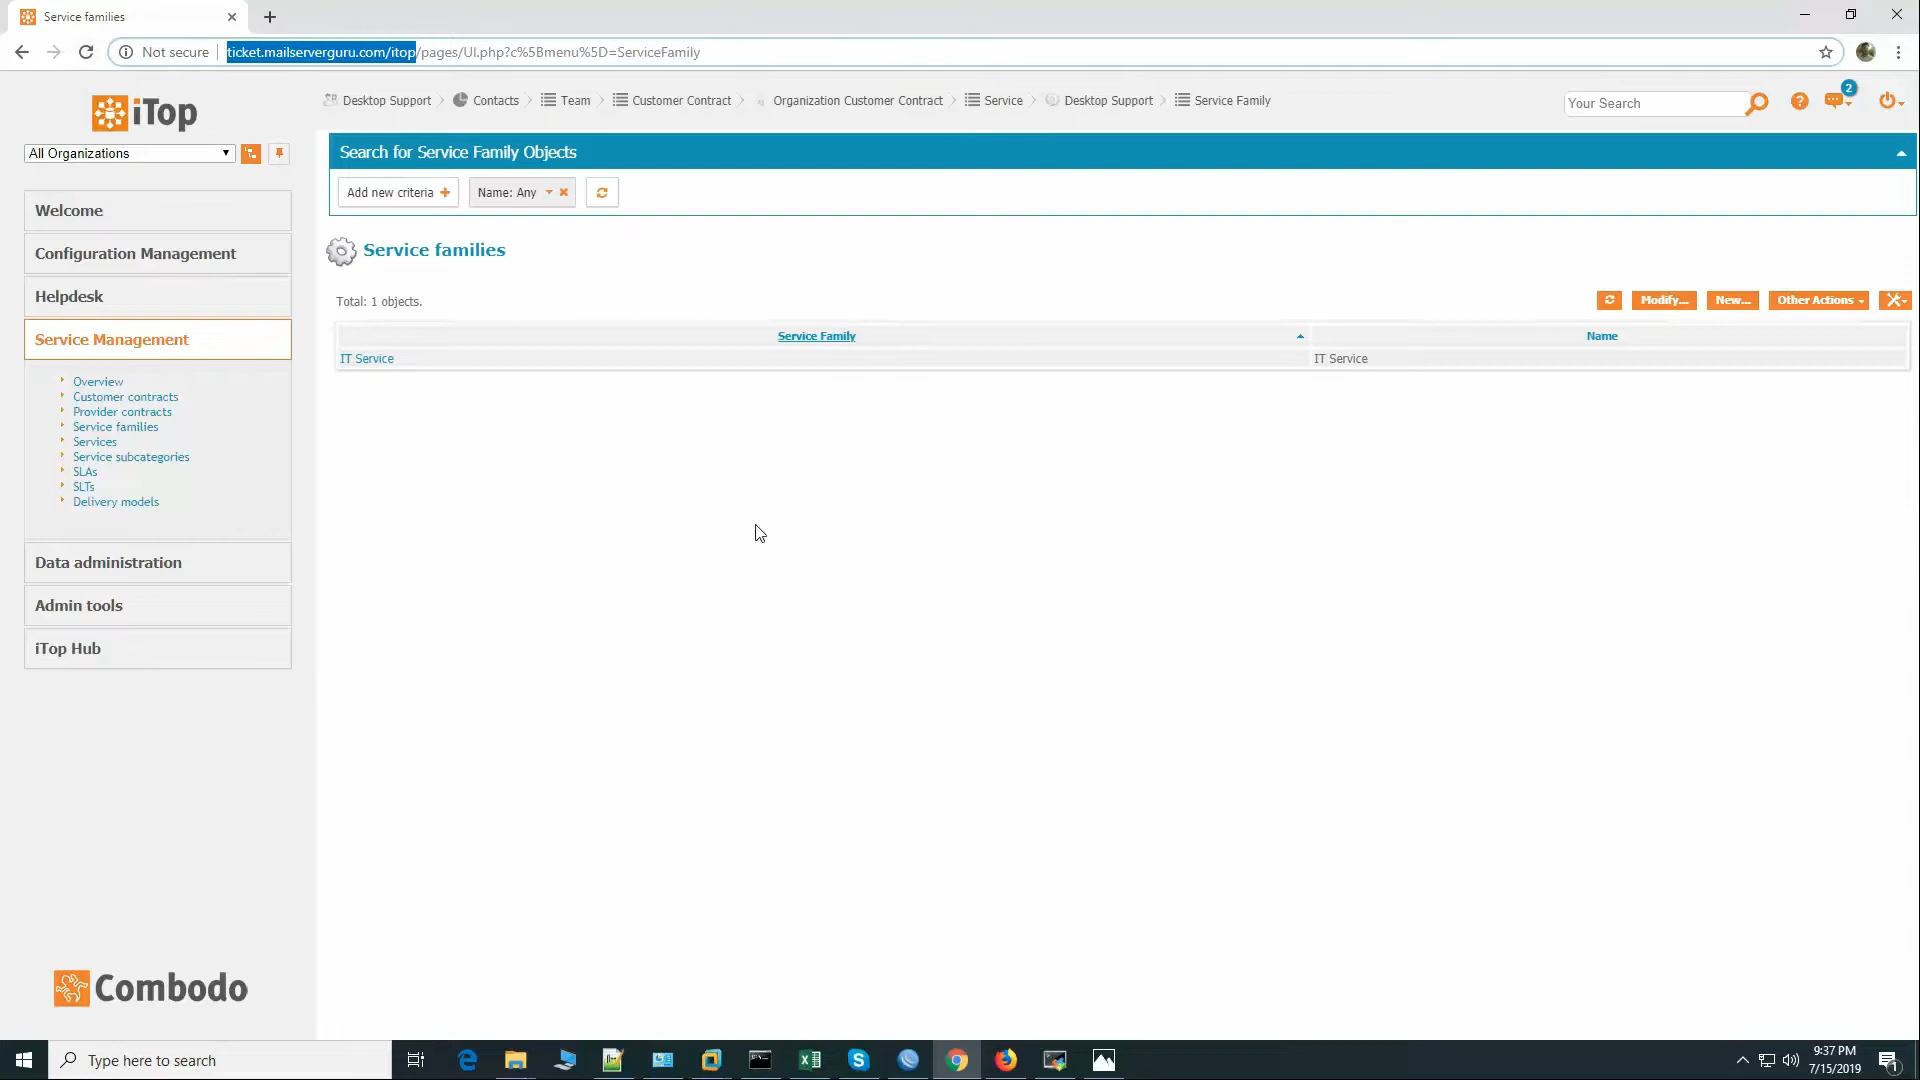 Service families
Not secure
ticket.mailserverguru.com/itop/pages/UI.php?c%5Bmenu%5D=ServiceFamily
iTop
Desktop Support
Contacts
Team
Customer Contract
Organization Customer Contract
Service
Desktop Support
Service Family
Your Search
2
All Organizations
Search for Service Family Objects
Add new criteria
Name: Any
Welcome
Configuration Management
Helpdesk
Service Management
Overview
Customer contracts
Provider contracts
Service families
Services
Service subcategories
SLAs
SLTs
Delivery models
Data administration
Admin tools
iTop Hub
Service families
Total: 1 objects.
Modify...
New...
Other Actions
Service Family
Name
IT Service
IT Service
Combodo
Type here to search
9:37 PM
7/15/2019
1